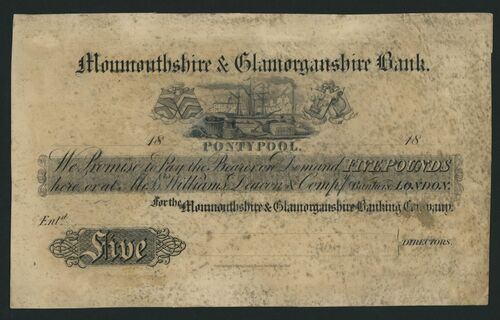 Monmouthshire & Glamorganshire Bank.
18 18
PONTYPOOL.
We Promise to Pay the Bearer on Demand FIVE POUNDS
here, or at Mess.rs Williams, Deacon & Comp.y Bankers LONDON.
For the Monmouthshire & Glamorganshire Banking Company.
Ent.d
Five
DIRECTORS.